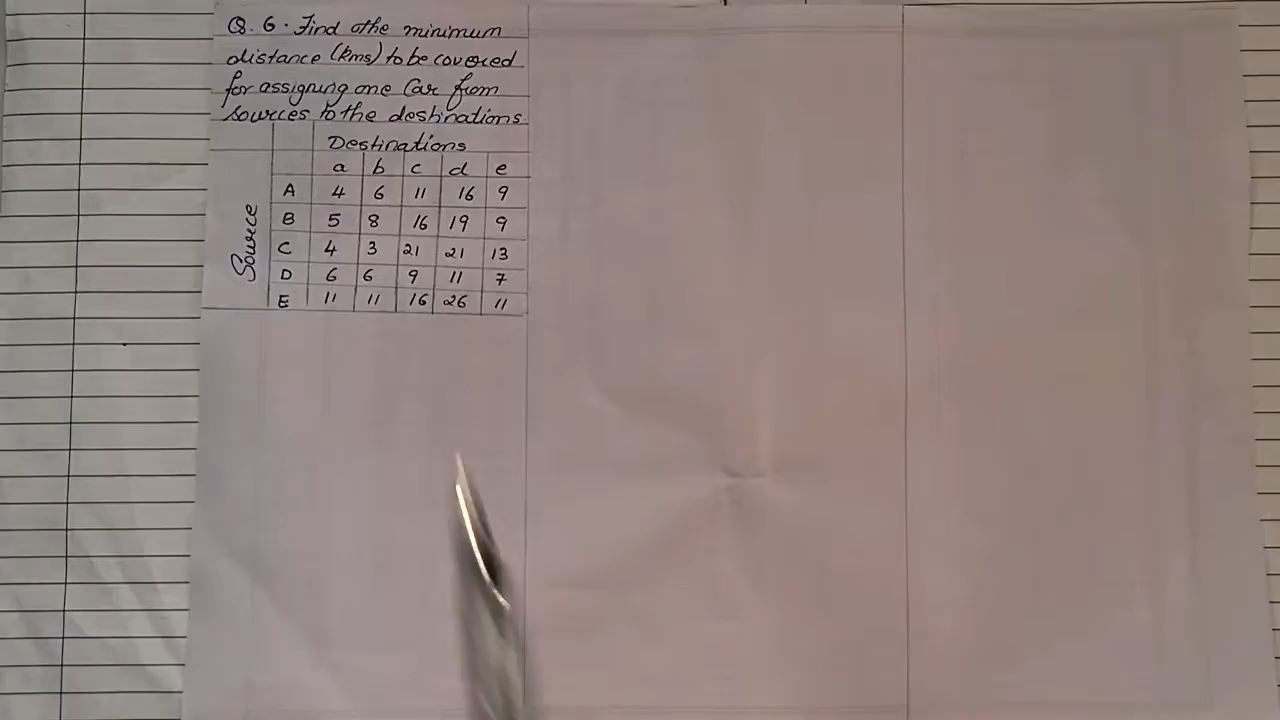 Q. 6. Find the minimum
distance (kms) to be covered
for assigning one Car from
Sources to the destinations.
Destinations
a b c d e
Source
A 4 6 11 16 9
B 5 8 16 19 9
C 4 3 21 21 13
D 6 6 9 11 7
E 11 11 16 26 11